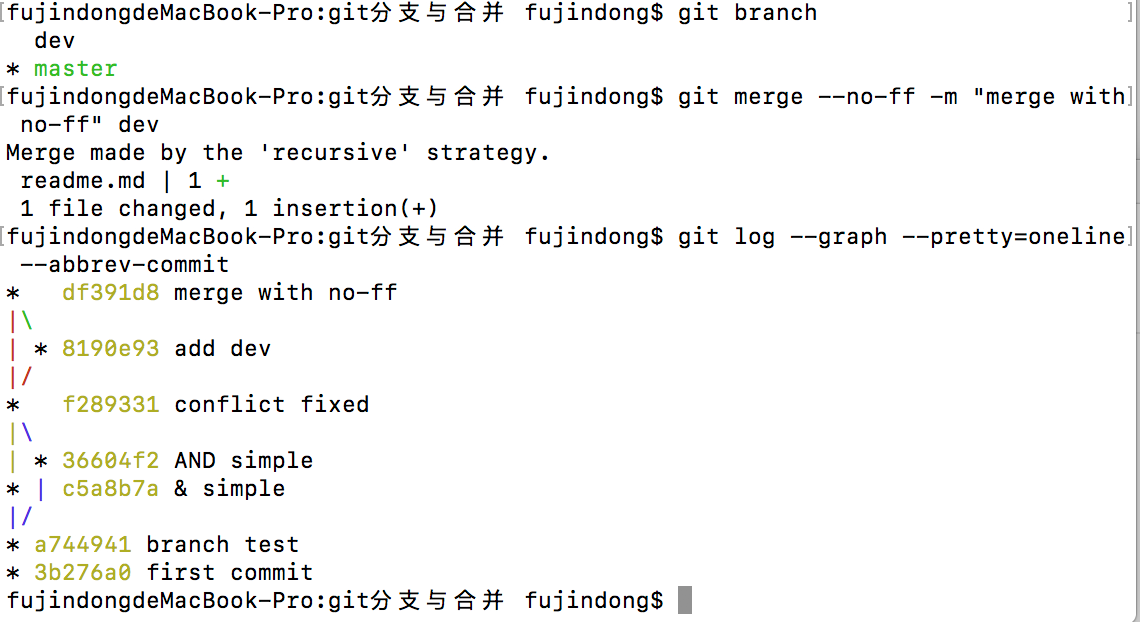 fujindongdeMacBook-Pro:git分支与合并 fujindong$ git branch
  dev
* master
fujindongdeMacBook-Pro:git分支与合并 fujindong$ git merge --no-ff -m "merge with
 no-ff" dev
Merge made by the 'recursive' strategy.
 readme.md | 1 +
 1 file changed, 1 insertion(+)
fujindongdeMacBook-Pro:git分支与合并 fujindong$ git log --graph --pretty=oneline
 --abbrev-commit
*   df391d8 merge with no-ff
|\
| * 8190e93 add dev
|/
*   f289331 conflict fixed
|\
| * 36604f2 AND simple
* | c5a8b7a & simple
|/
* a744941 branch test
* 3b276a0 first commit
fujindongdeMacBook-Pro:git分支与合并 fujindong$